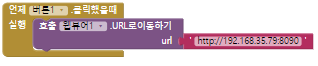 언제 버튼1 .클릭했을때
실행 호출 웹뷰어1 .URL로이동하기
url " http://192.168.35.79:8090 "